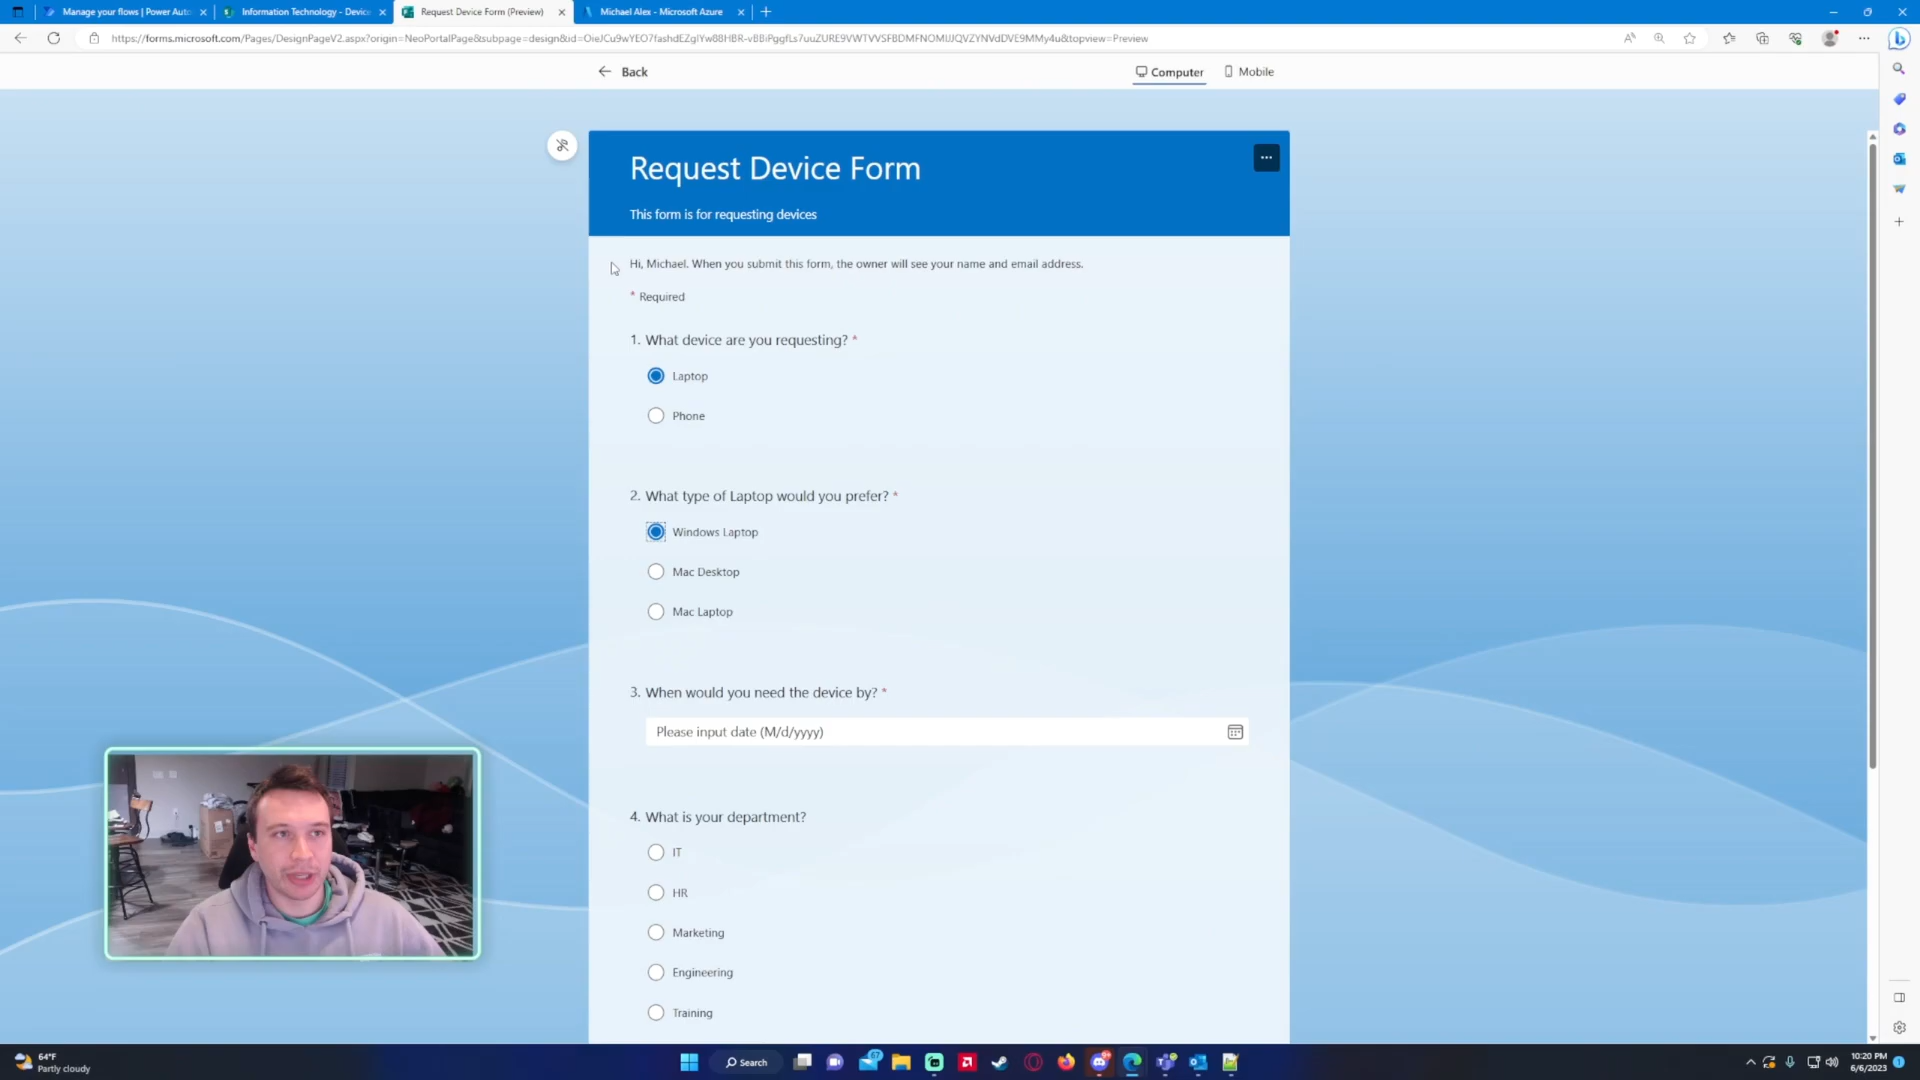 Manage your flows | Power Auto
Information Technology - Device
Request Device Form (Preview)
Michael Alex - Microsoft Azure
Back
Computer
Mobile
Request Device Form
This form is for requesting devices
Hi, Michael. When you submit this form, the owner will see your name and email address.
* Required
1. What device are you requesting? *
Laptop
Phone
2. What type of Laptop would you prefer? *
Windows Laptop
Mac Desktop
Mac Laptop
3. When would you need the device by? *
Please input date (M/d/yyyy)
4. What is your department?
IT
HR
Marketing
Engineering
Training
64°F
Partly cloudy
Search
67
10:20 PM
6/6/2023